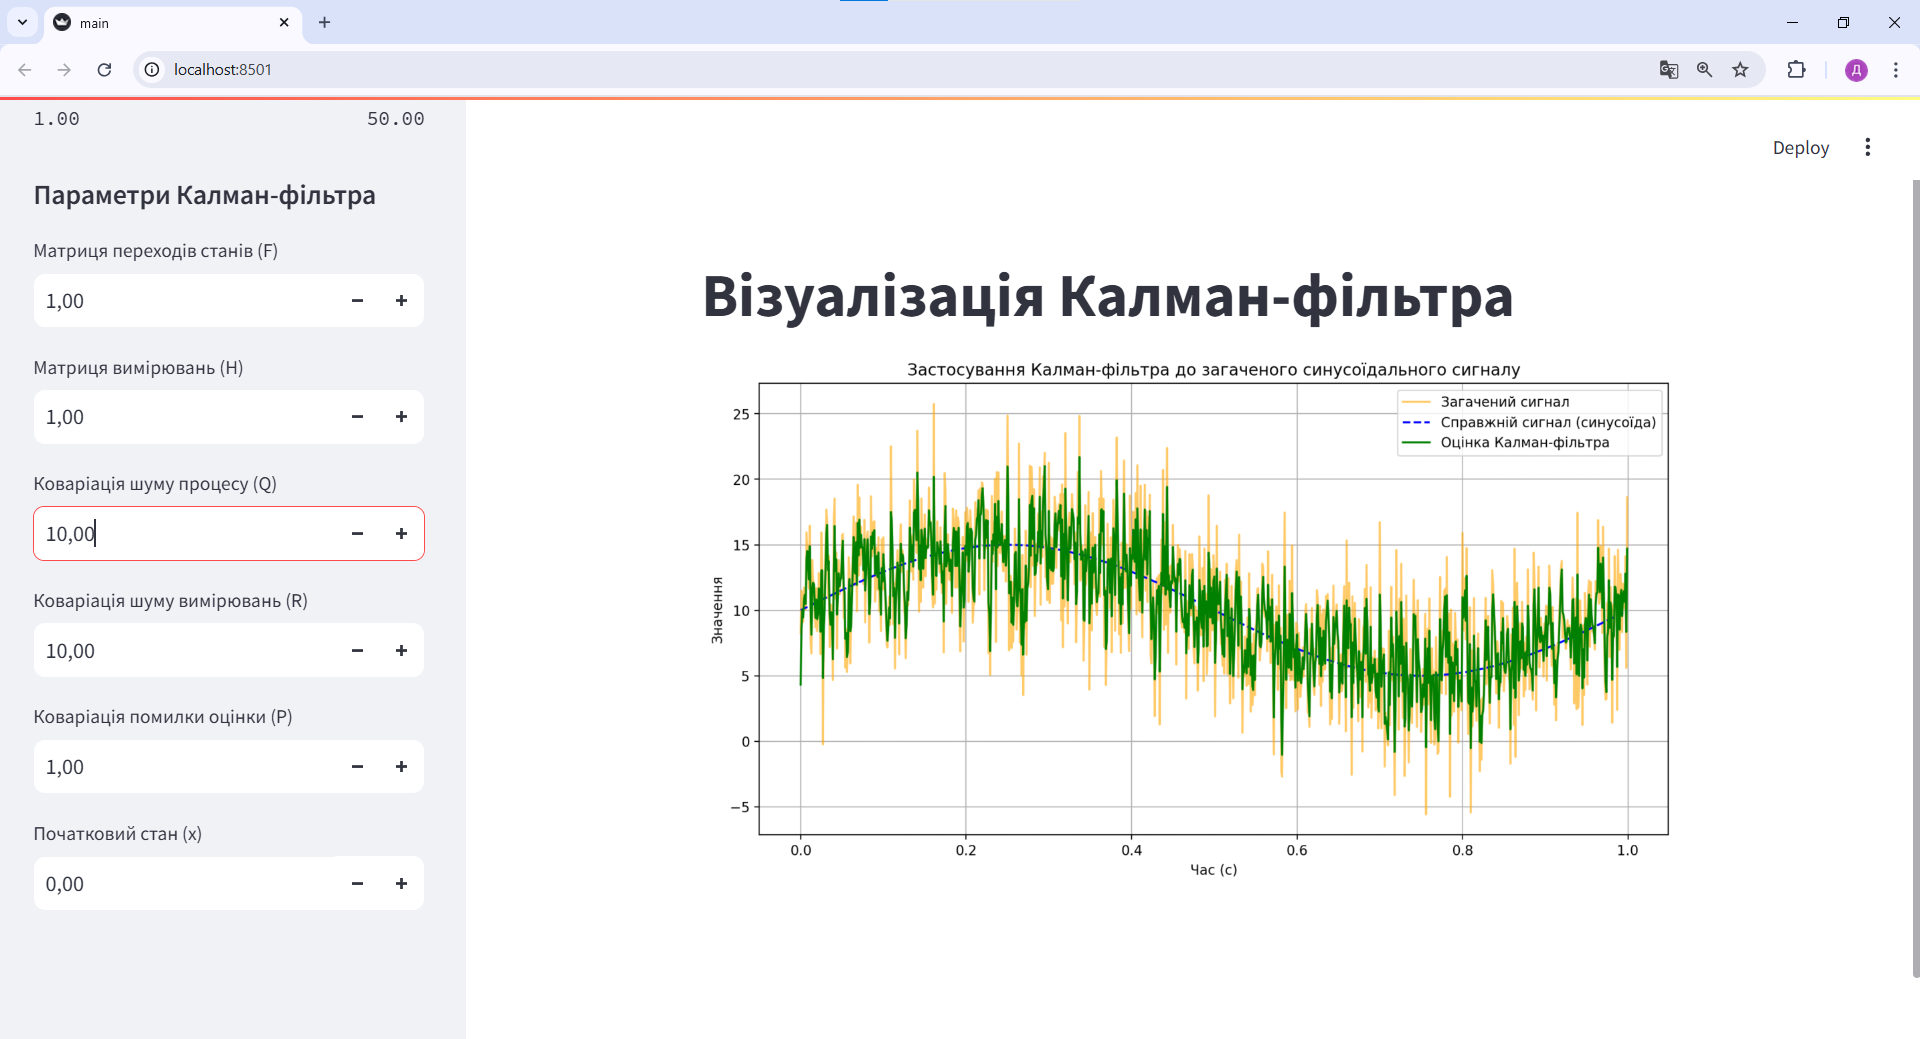 main
localhost:8501
Д
1.00 50.00
Параметри Калман-фільтра
Матриця переходів станів (F)
1,00
Матриця вимірювань (H)
1,00
Коваріація шуму процесу (Q)
10,00
Коваріація шуму вимірювань (R)
10,00
Коваріація помилки оцінки (P)
1,00
Початковий стан (x)
0,00
Deploy
Візуалізація Калман-фільтра
Застосування Калман-фільтра до загаченого синусоїдального сигналу
Загачений сигнал
Справжній сигнал (синусоїда)
Оцінка Калман-фільтра
Значення
25
20
15
10
5
0
−5
0.0 0.2 0.4 0.6 0.8 1.0
Час (с)